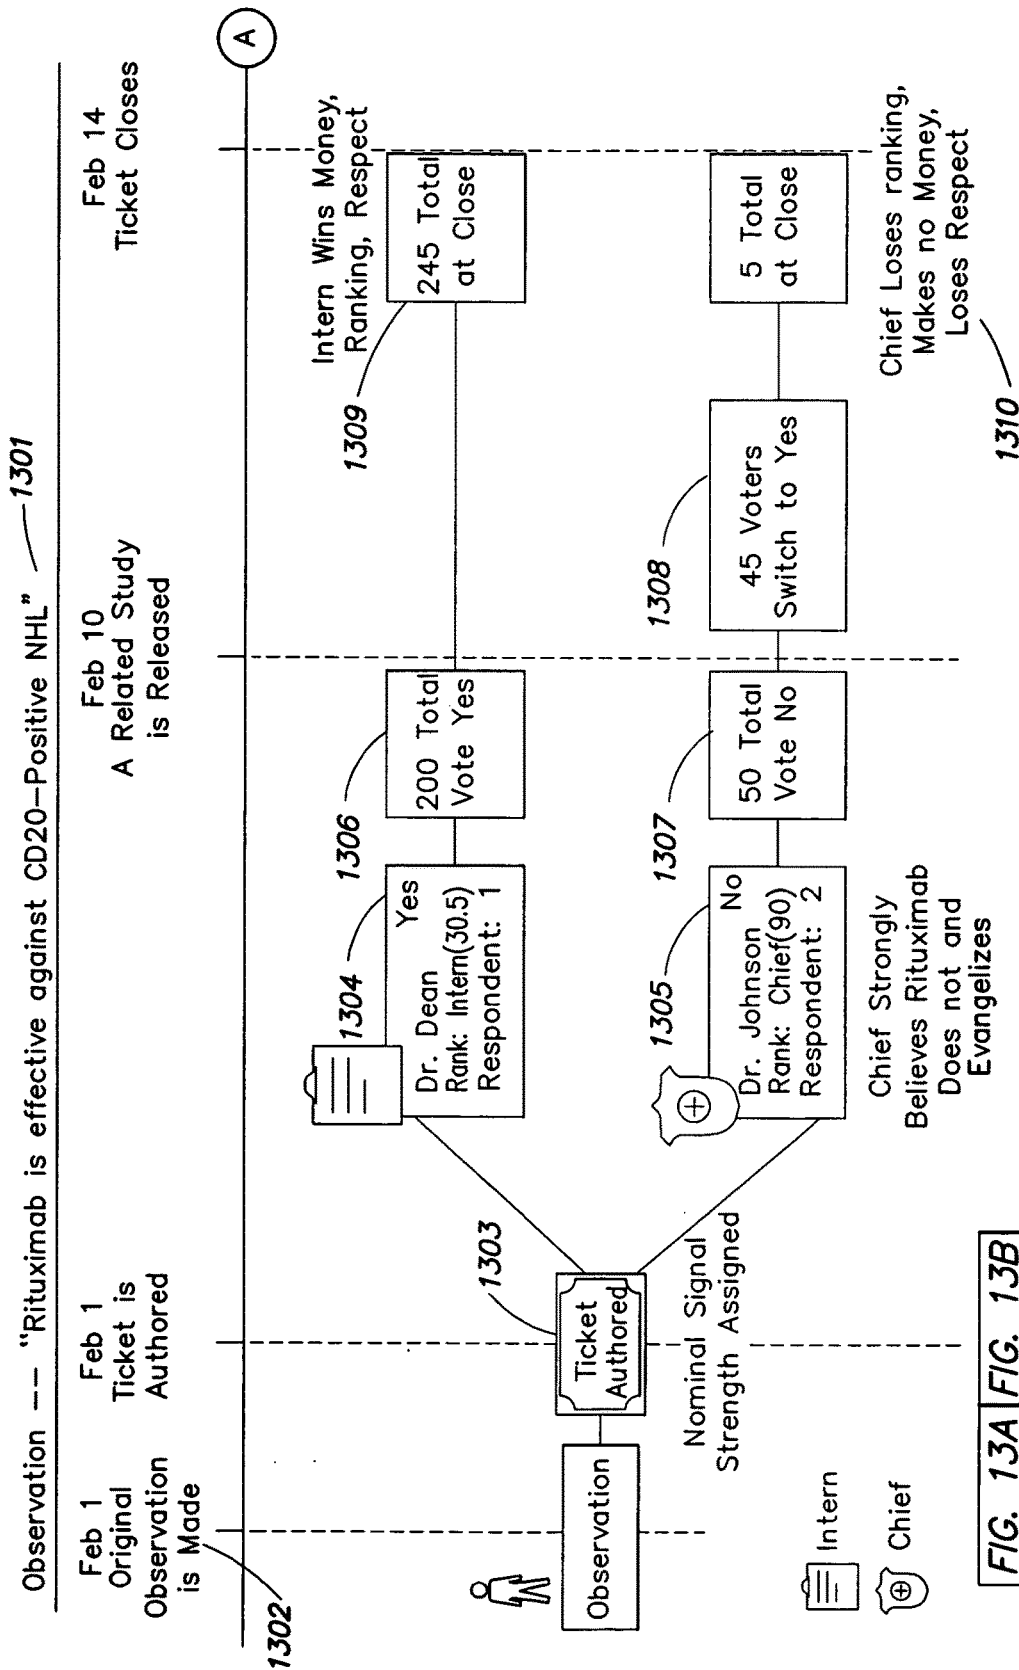 Observation -- "Rituximab is effective against CD20-Positive NHL"
1301
Feb 1
Original
Observation
is Made
1302
Feb 1
Ticket is
Authored
Feb 10
A Related Study
is Released
Feb 14
Ticket Closes
A
Observation
Ticket
Authored
1303
Nominal Signal
Strength Assigned
1304
Yes
Dr. Dean
Rank: Intern(30.5)
Respondent: 1
1306
200 Total
Vote Yes
1309
Intern Wins Money,
Ranking, Respect
245 Total
at Close
1305
No
Dr. Johnson
Rank: Chief(90)
Respondent: 2
Chief Strongly
Believes Rituximab
Does not and
Evangelizes
1307
50 Total
Vote No
1308
45 Voters
Switch to Yes
5 Total
at Close
Chief Loses ranking,
Makes no Money,
Loses Respect
1310
Intern
Chief
FIG. 13A FIG. 13B